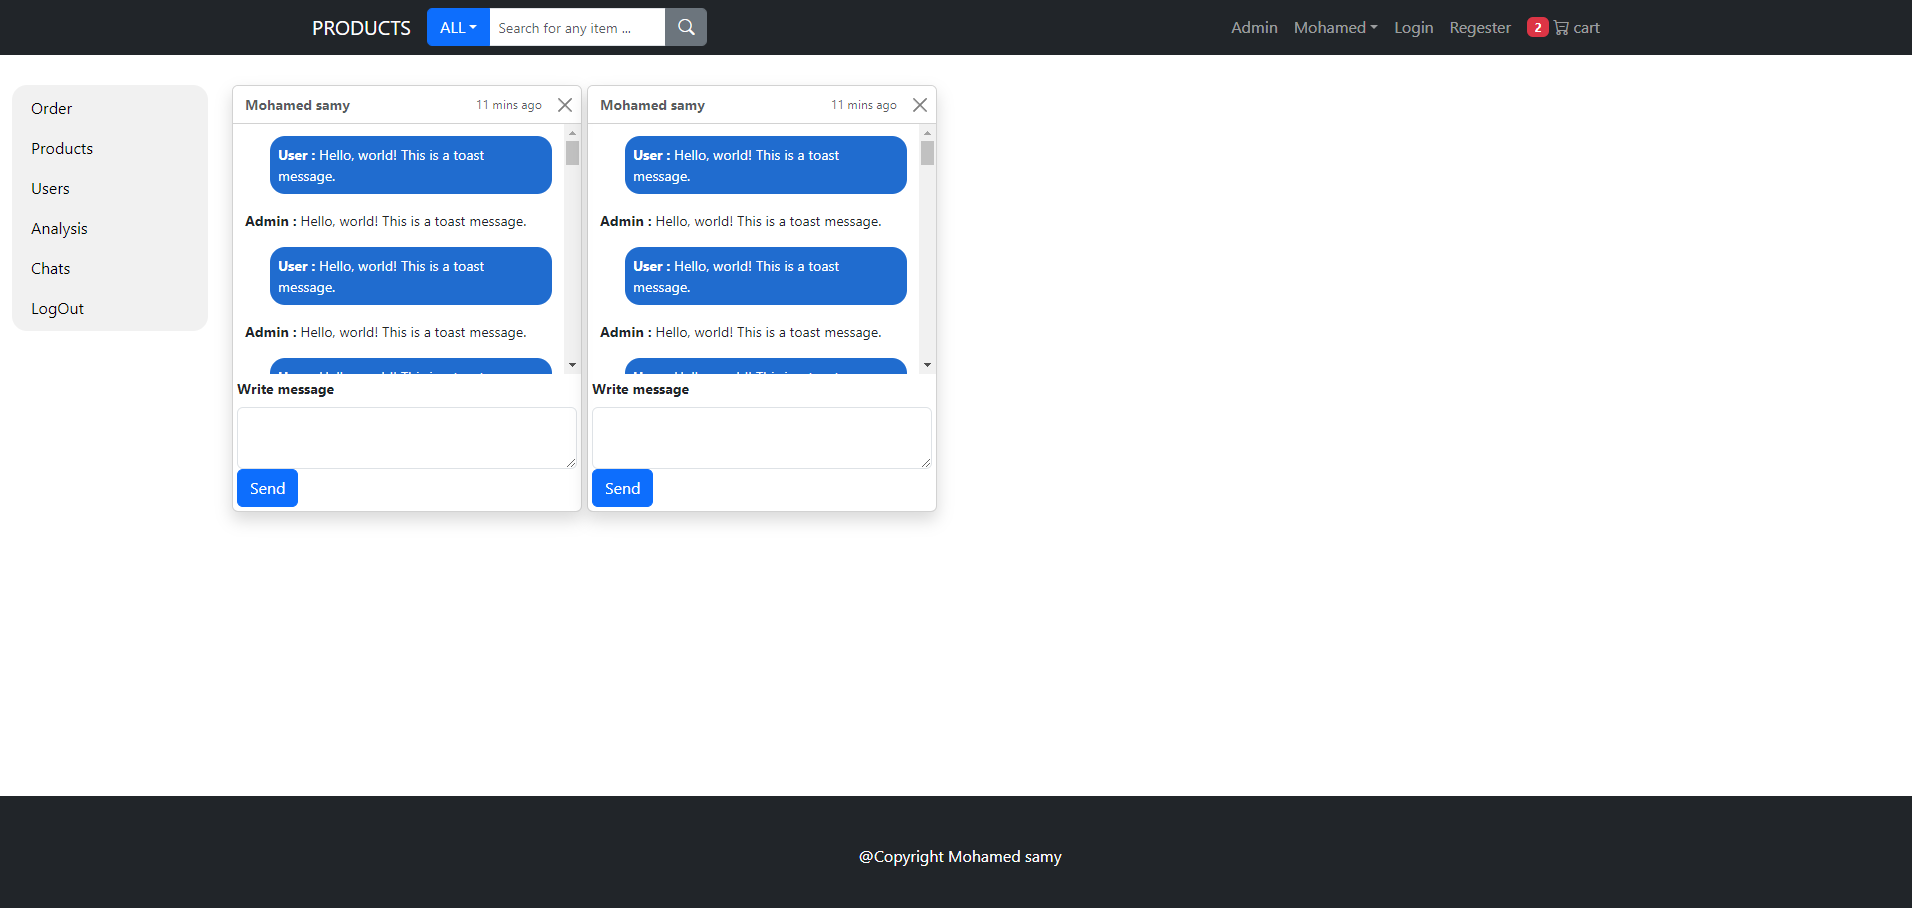 PRODUCTS ALL Search for any item ... Admin Mohamed Login Regester 2 cart
Order
Products
Users
Analysis
Chats
LogOut
Mohamed samy 11 mins ago
User : Hello, world! This is a toast
message.
Admin : Hello, world! This is a toast message.
User : Hello, world! This is a toast
message.
Admin : Hello, world! This is a toast message.
Write message
Send
Mohamed samy 11 mins ago
User : Hello, world! This is a toast
message.
Admin : Hello, world! This is a toast message.
User : Hello, world! This is a toast
message.
Admin : Hello, world! This is a toast message.
Write message
Send
@Copyright Mohamed samy